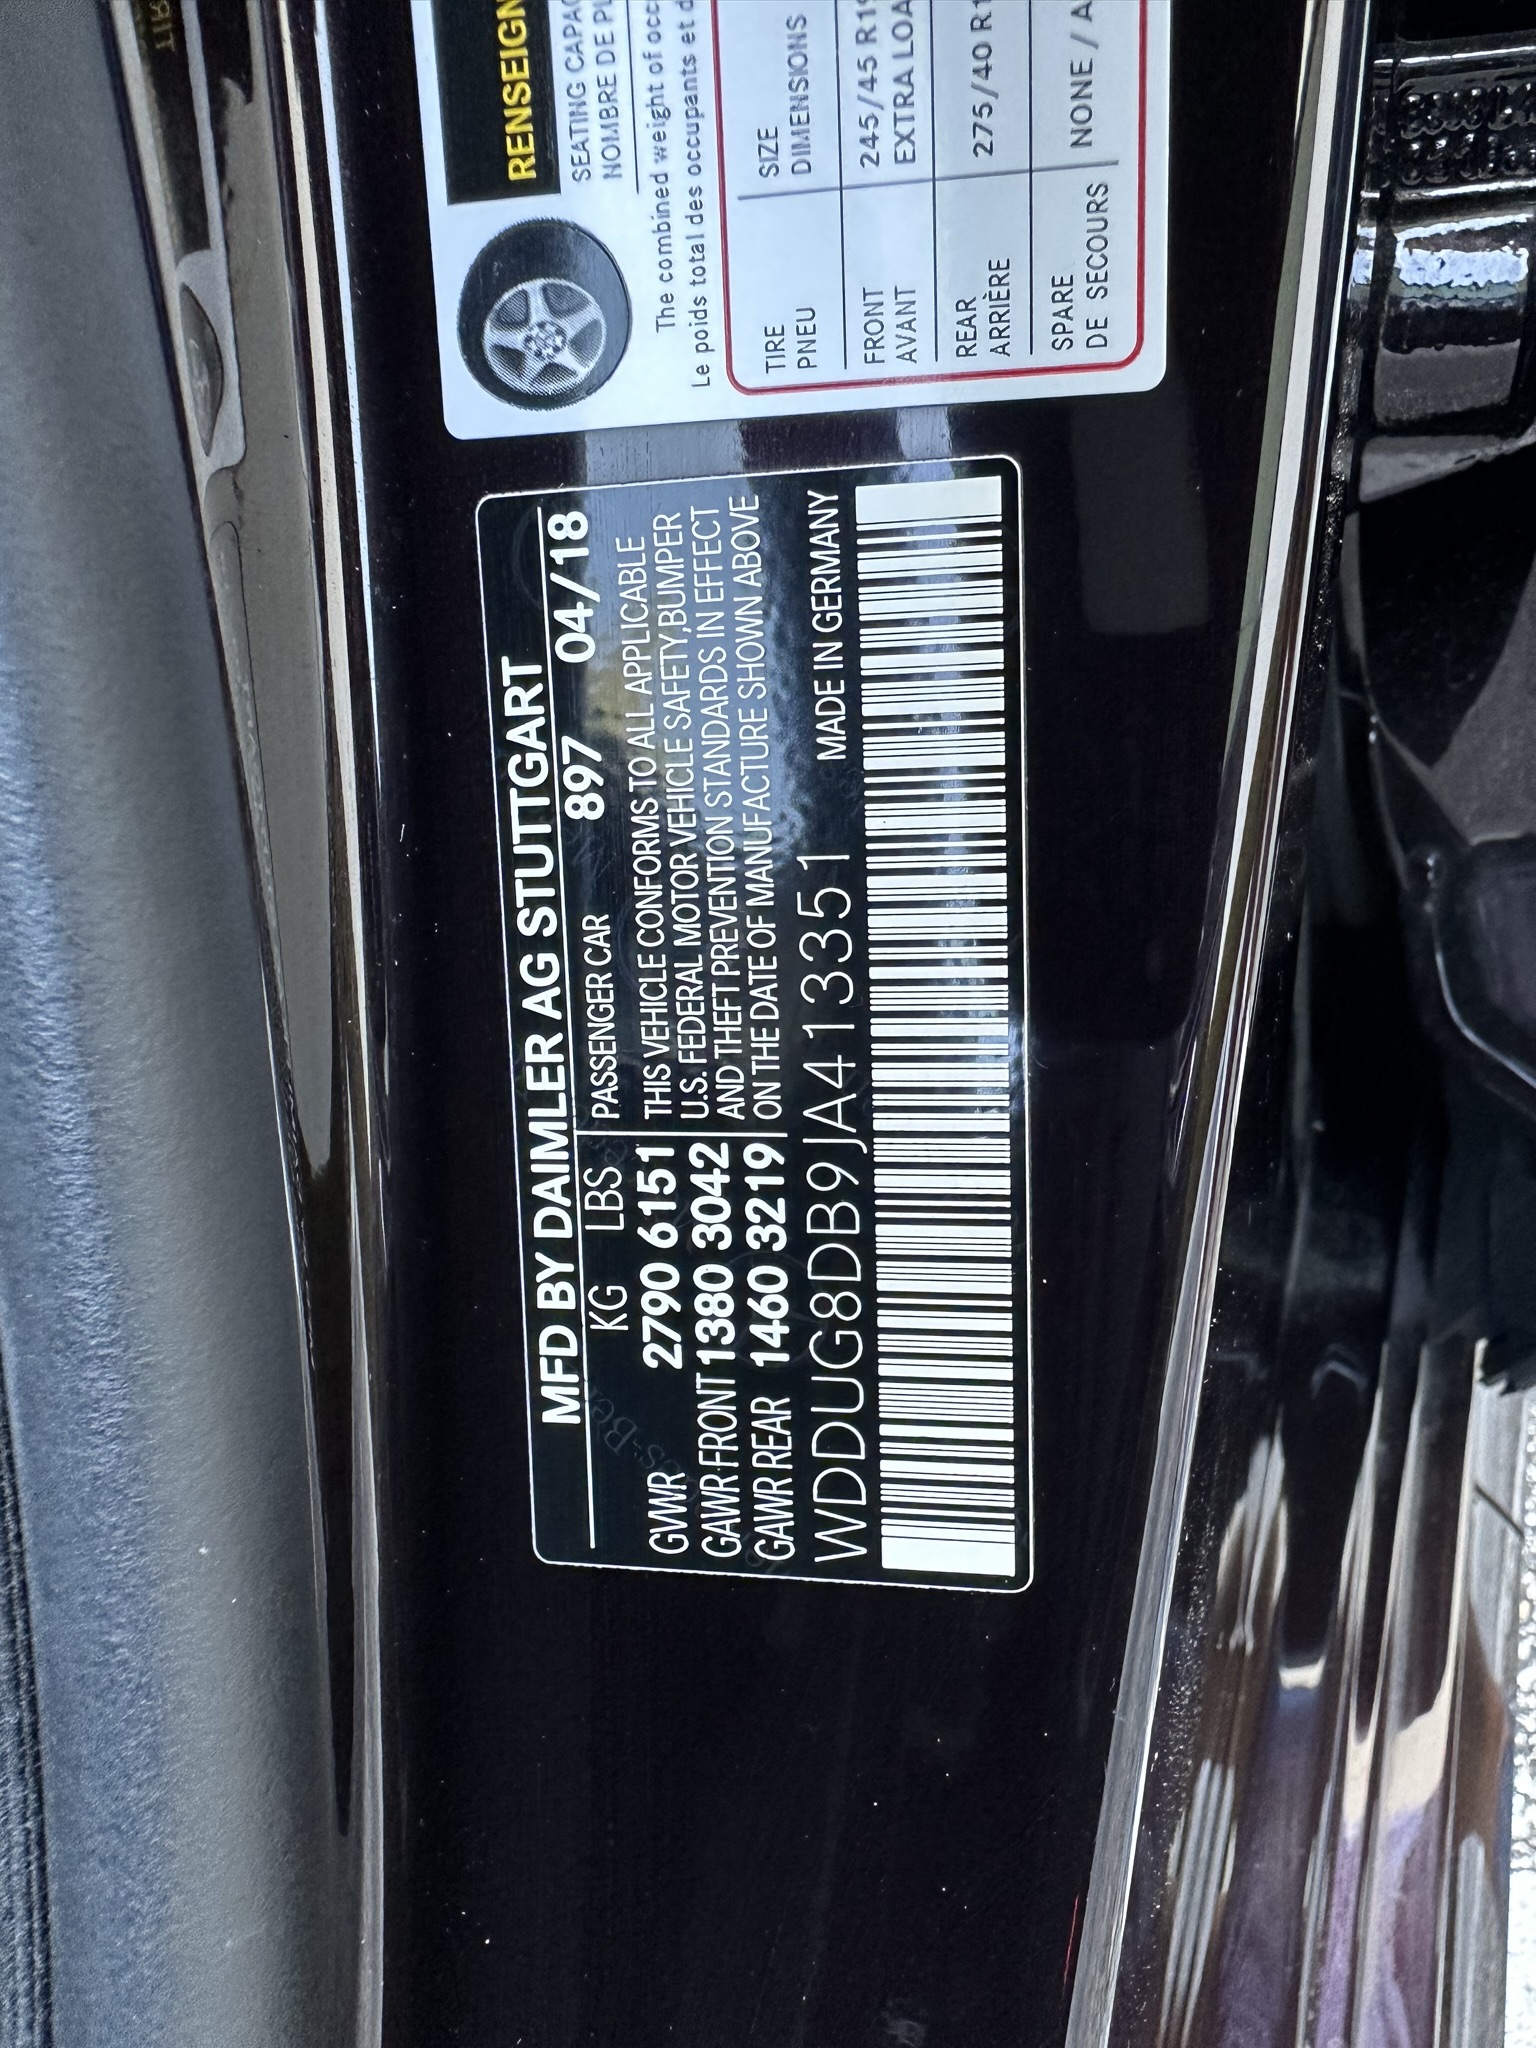 MFD BY DAIMLER AG STUTTGART
KG LBS PASSENGER CAR 897 04/18
GVWR 2790 6151
GAWR FRONT 1380 3042
GAWR REAR 1460 3219
THIS VEHICLE CONFORMS TO ALL APPLICABLE
U.S. FEDERAL MOTOR VEHICLE SAFETY,BUMPER
AND THEFT PREVENTION STANDARDS IN EFFECT
ON THE DATE OF MANUFACTURE SHOWN ABOVE
WDDUG8DB9JA413351 MADE IN GERMANY
RENSEIGN
SEATING CAPAC
NOMBRE DE PL
The combined weight of occ
Le poids total des occupants et d
TIRE SIZE
PNEU DIMENSIONS
FRONT 245/45 R19
AVANT EXTRA LOA
REAR 275/40 R1
ARRIÈRE
SPARE NONE / A
DE SECOURS